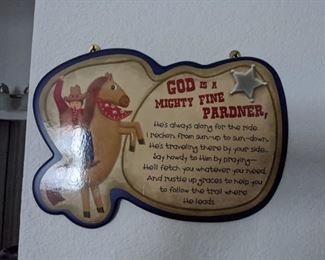 GOD IS A
MIGHTY FINE
PARDNER,
He's always along for the ride
I reckon from sun-up to sun-down.
He's traveling there by your side.
Say howdy to Him by praying—
He'll fetch you whatever you need.
And rustle up graces to help you
to follow the trail where
He leads.